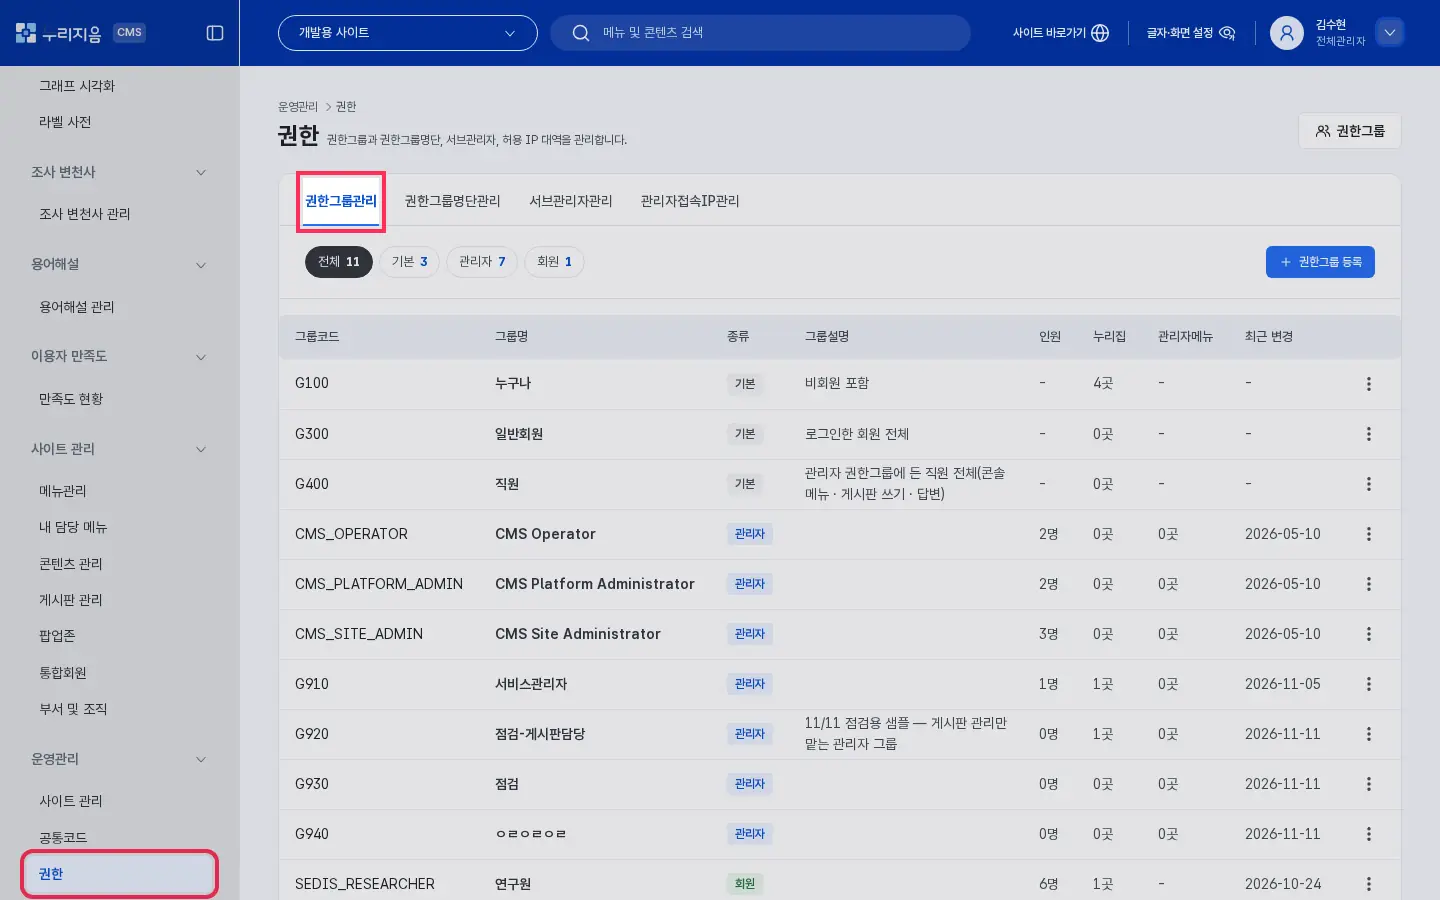 누리지음 CMS
개발용 사이트
메뉴 및 콘텐츠 검색
사이트 바로가기
글자·화면 설정
김수현
전체관리자
그래프 시각화
라벨 사전
조사 변천사
조사 변천사 관리
용어해설
용어해설 관리
이용자 만족도
만족도 현황
사이트 관리
메뉴관리
내 담당 메뉴
콘텐츠 관리
게시판 관리
팝업존
통합회원
부서 및 조직
운영관리
사이트 관리
공통코드
권한
운영관리 > 권한
권한 권한그룹과 권한그룹명단, 서브관리자, 허용 IP 대역을 관리합니다.
권한그룹
권한그룹관리 권한그룹명단관리 서브관리자관리 관리자접속IP관리
전체 11 기본 3 관리자 7 회원 1
+ 권한그룹 등록
그룹코드 그룹명 종류 그룹설명 인원 누리집 관리자메뉴 최근 변경
G100 누구나 기본 비회원 포함 - 4곳 - -
G300 일반회원 기본 로그인한 회원 전체 - 0곳 - -
G400 직원 기본 관리자 권한그룹에 든 직원 전체(콘솔
메뉴 · 게시판 쓰기 · 답변) - 0곳 - -
CMS_OPERATOR CMS Operator 관리자 2명 0곳 0곳 2026-05-10
CMS_PLATFORM_ADMIN CMS Platform Administrator 관리자 2명 0곳 0곳 2026-05-10
CMS_SITE_ADMIN CMS Site Administrator 관리자 3명 0곳 0곳 2026-05-10
G910 서비스관리자 관리자 1명 1곳 0곳 2026-11-05
G920 점검-게시판담당 관리자 11/11 점검용 샘플 — 게시판 관리만
맡는 관리자 그룹 0명 1곳 0곳 2026-11-11
G930 점검 관리자 0명 0곳 0곳 2026-11-11
G940 ㅇㄹㅇㄹㅇㄹ 관리자 0명 0곳 0곳 2026-11-11
SEDIS_RESEARCHER 연구원 회원 6명 1곳 - 2026-10-24